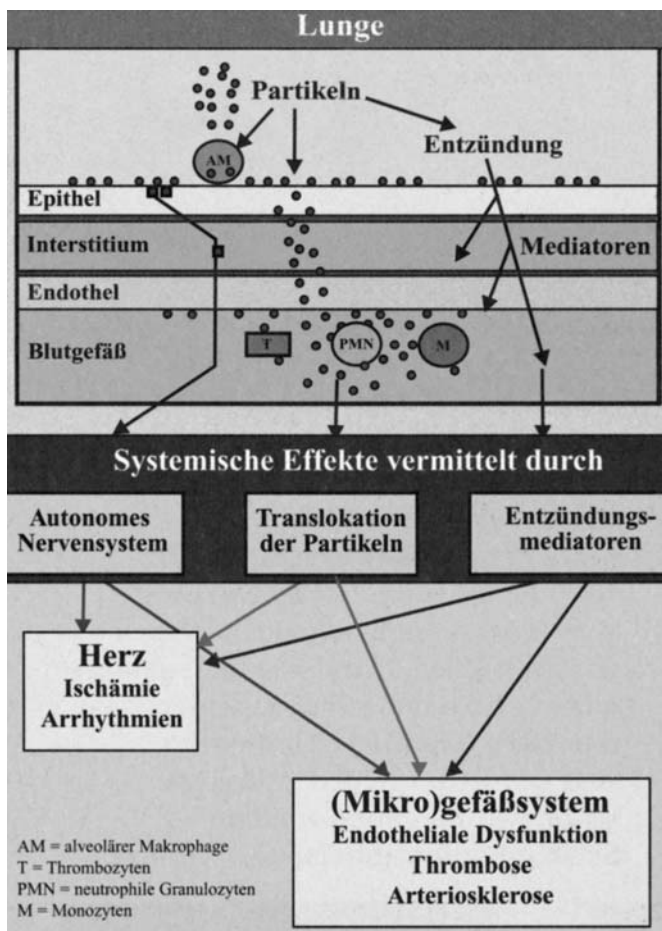 Lunge
Partikeln
Entzündung
AM
Epithel
Interstitium
Mediatoren
Endothel
Blutgefäß
T
PMN
M
Systemische Effekte vermittelt durch
Autonomes
Nervensystem
Translokation
der Partikeln
Entzündungs-
mediatoren
Herz
Ischämie
Arrhythmien
(Mikro)gefäßsystem
Endotheliale Dysfunktion
Thrombose
Arteriosklerose
AM = alveolärer Makrophage
T = Thrombozyten
PMN = neutrophile Granulozyten
M = Monozyten